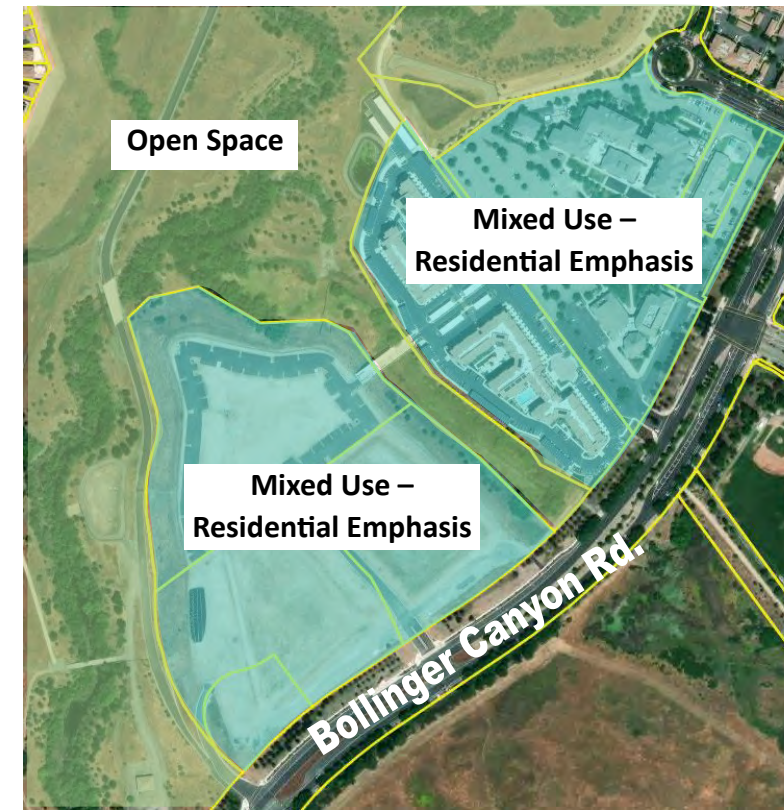 Open Space
Mixed Use –
Residential Emphasis
Mixed Use –
Residential Emphasis
Bollinger Canyon Rd.